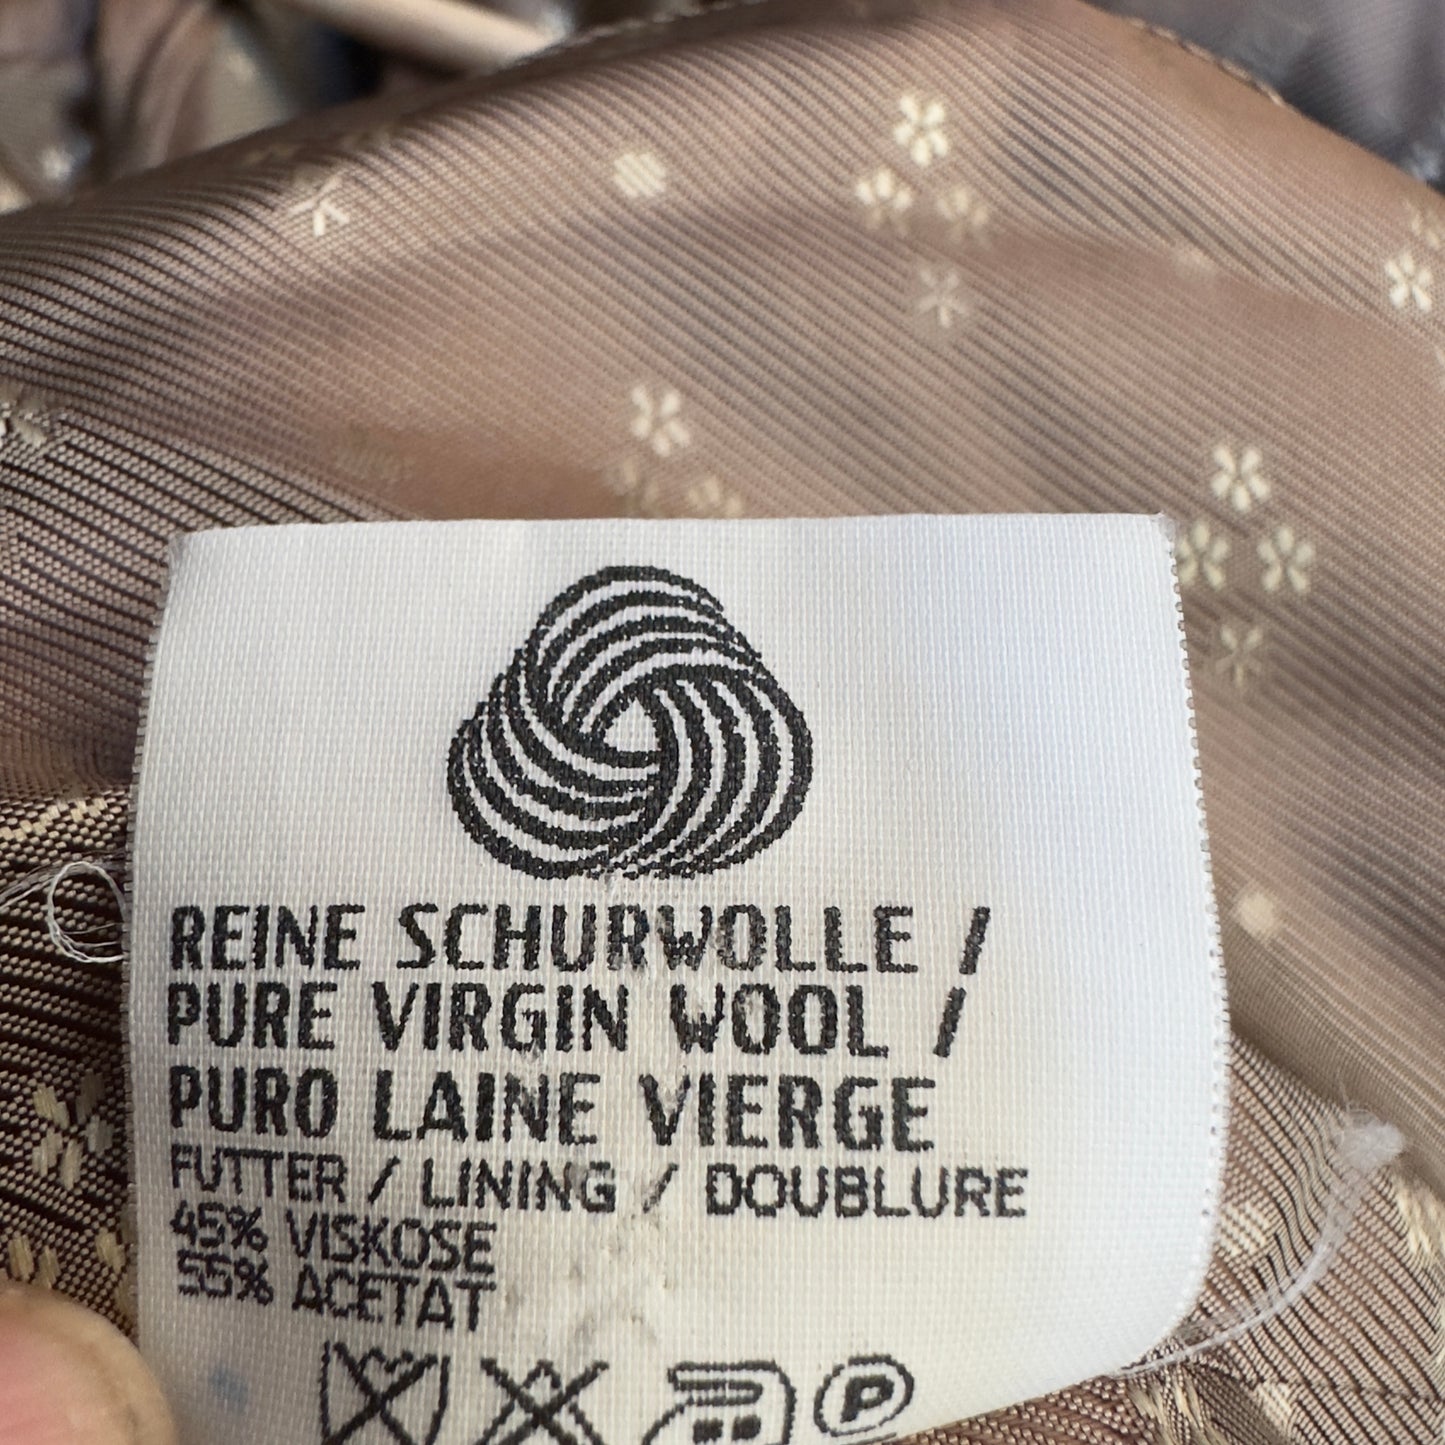 REINE SCHURWOLLE /
PURE VIRGIN WOOL /
PURO LAINE VIERGE
FUTTER / LINING / DOUBLURE
45% VISKOSE
55% ACETAT
P